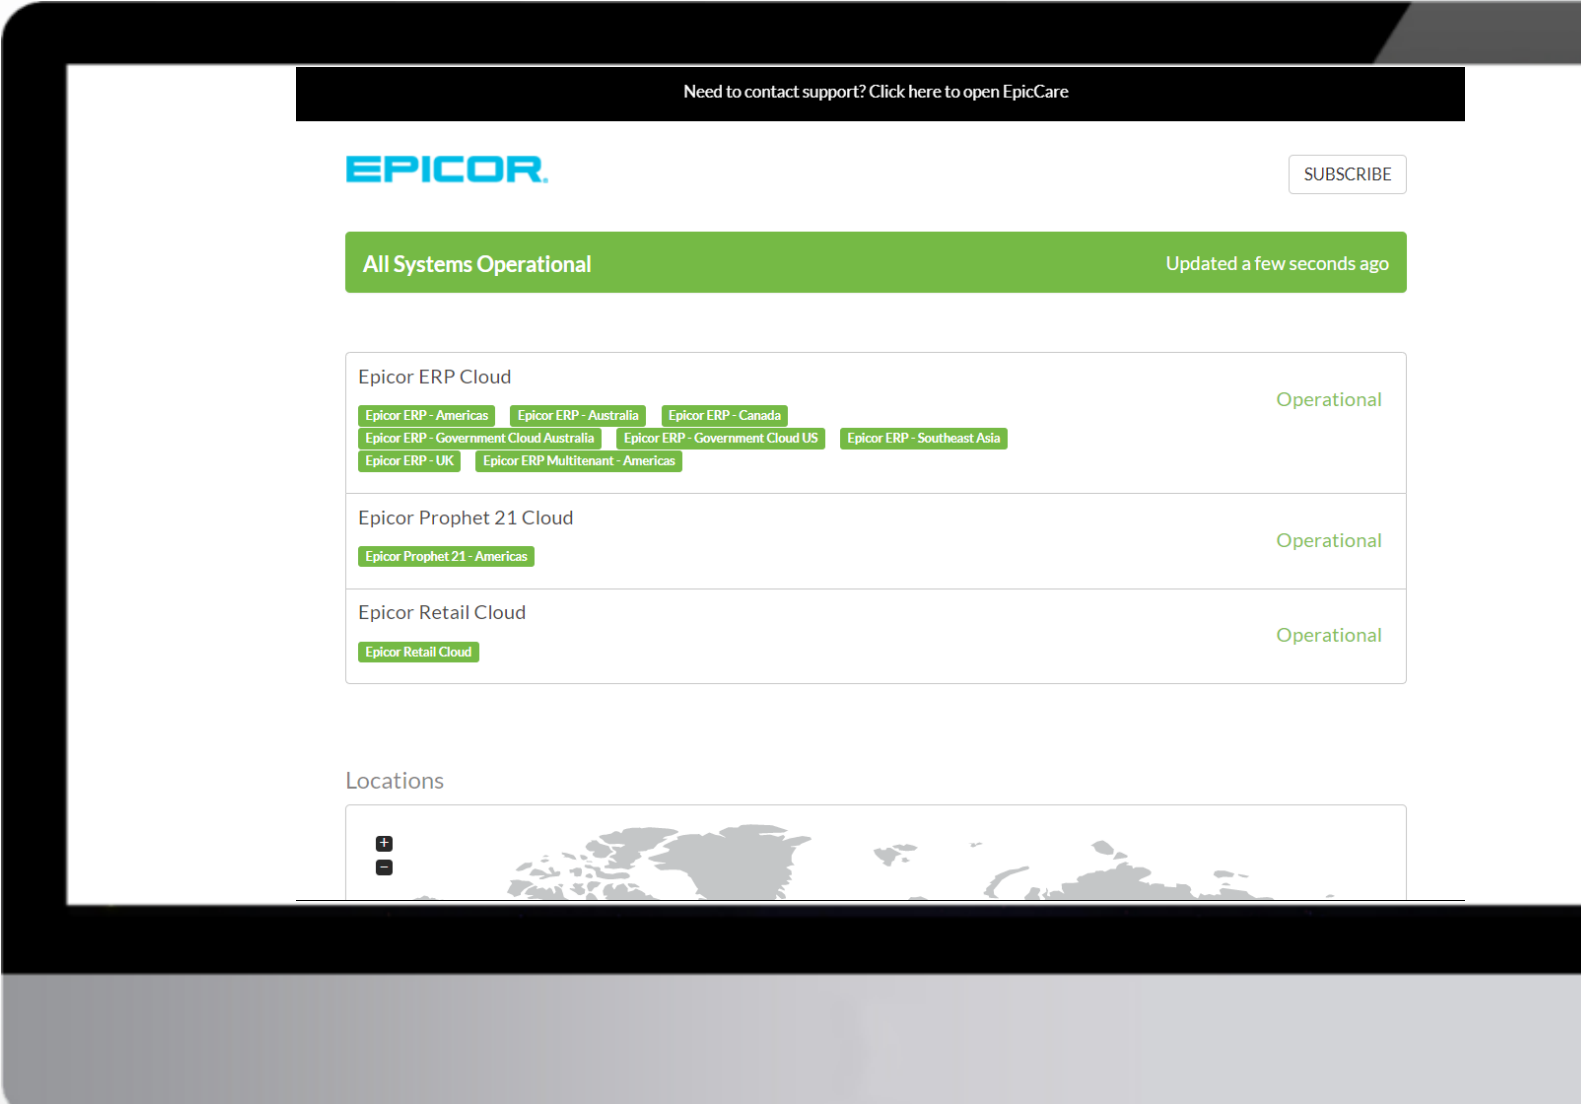 Need to contact support? Click here to open EpicCare
EPICOR.
SUBSCRIBE
All Systems Operational
Updated a few seconds ago
Epicor ERP Cloud
Operational
Epicor ERP - Americas Epicor ERP - Australia Epicor ERP - Canada
Epicor ERP - Government Cloud Australia Epicor ERP - Government Cloud US Epicor ERP - Southeast Asia
Epicor ERP - UK Epicor ERP Multitenant - Americas
Epicor Prophet 21 Cloud
Operational
Epicor Prophet 21 - Americas
Epicor Retail Cloud
Operational
Epicor Retail Cloud
Locations
+
−